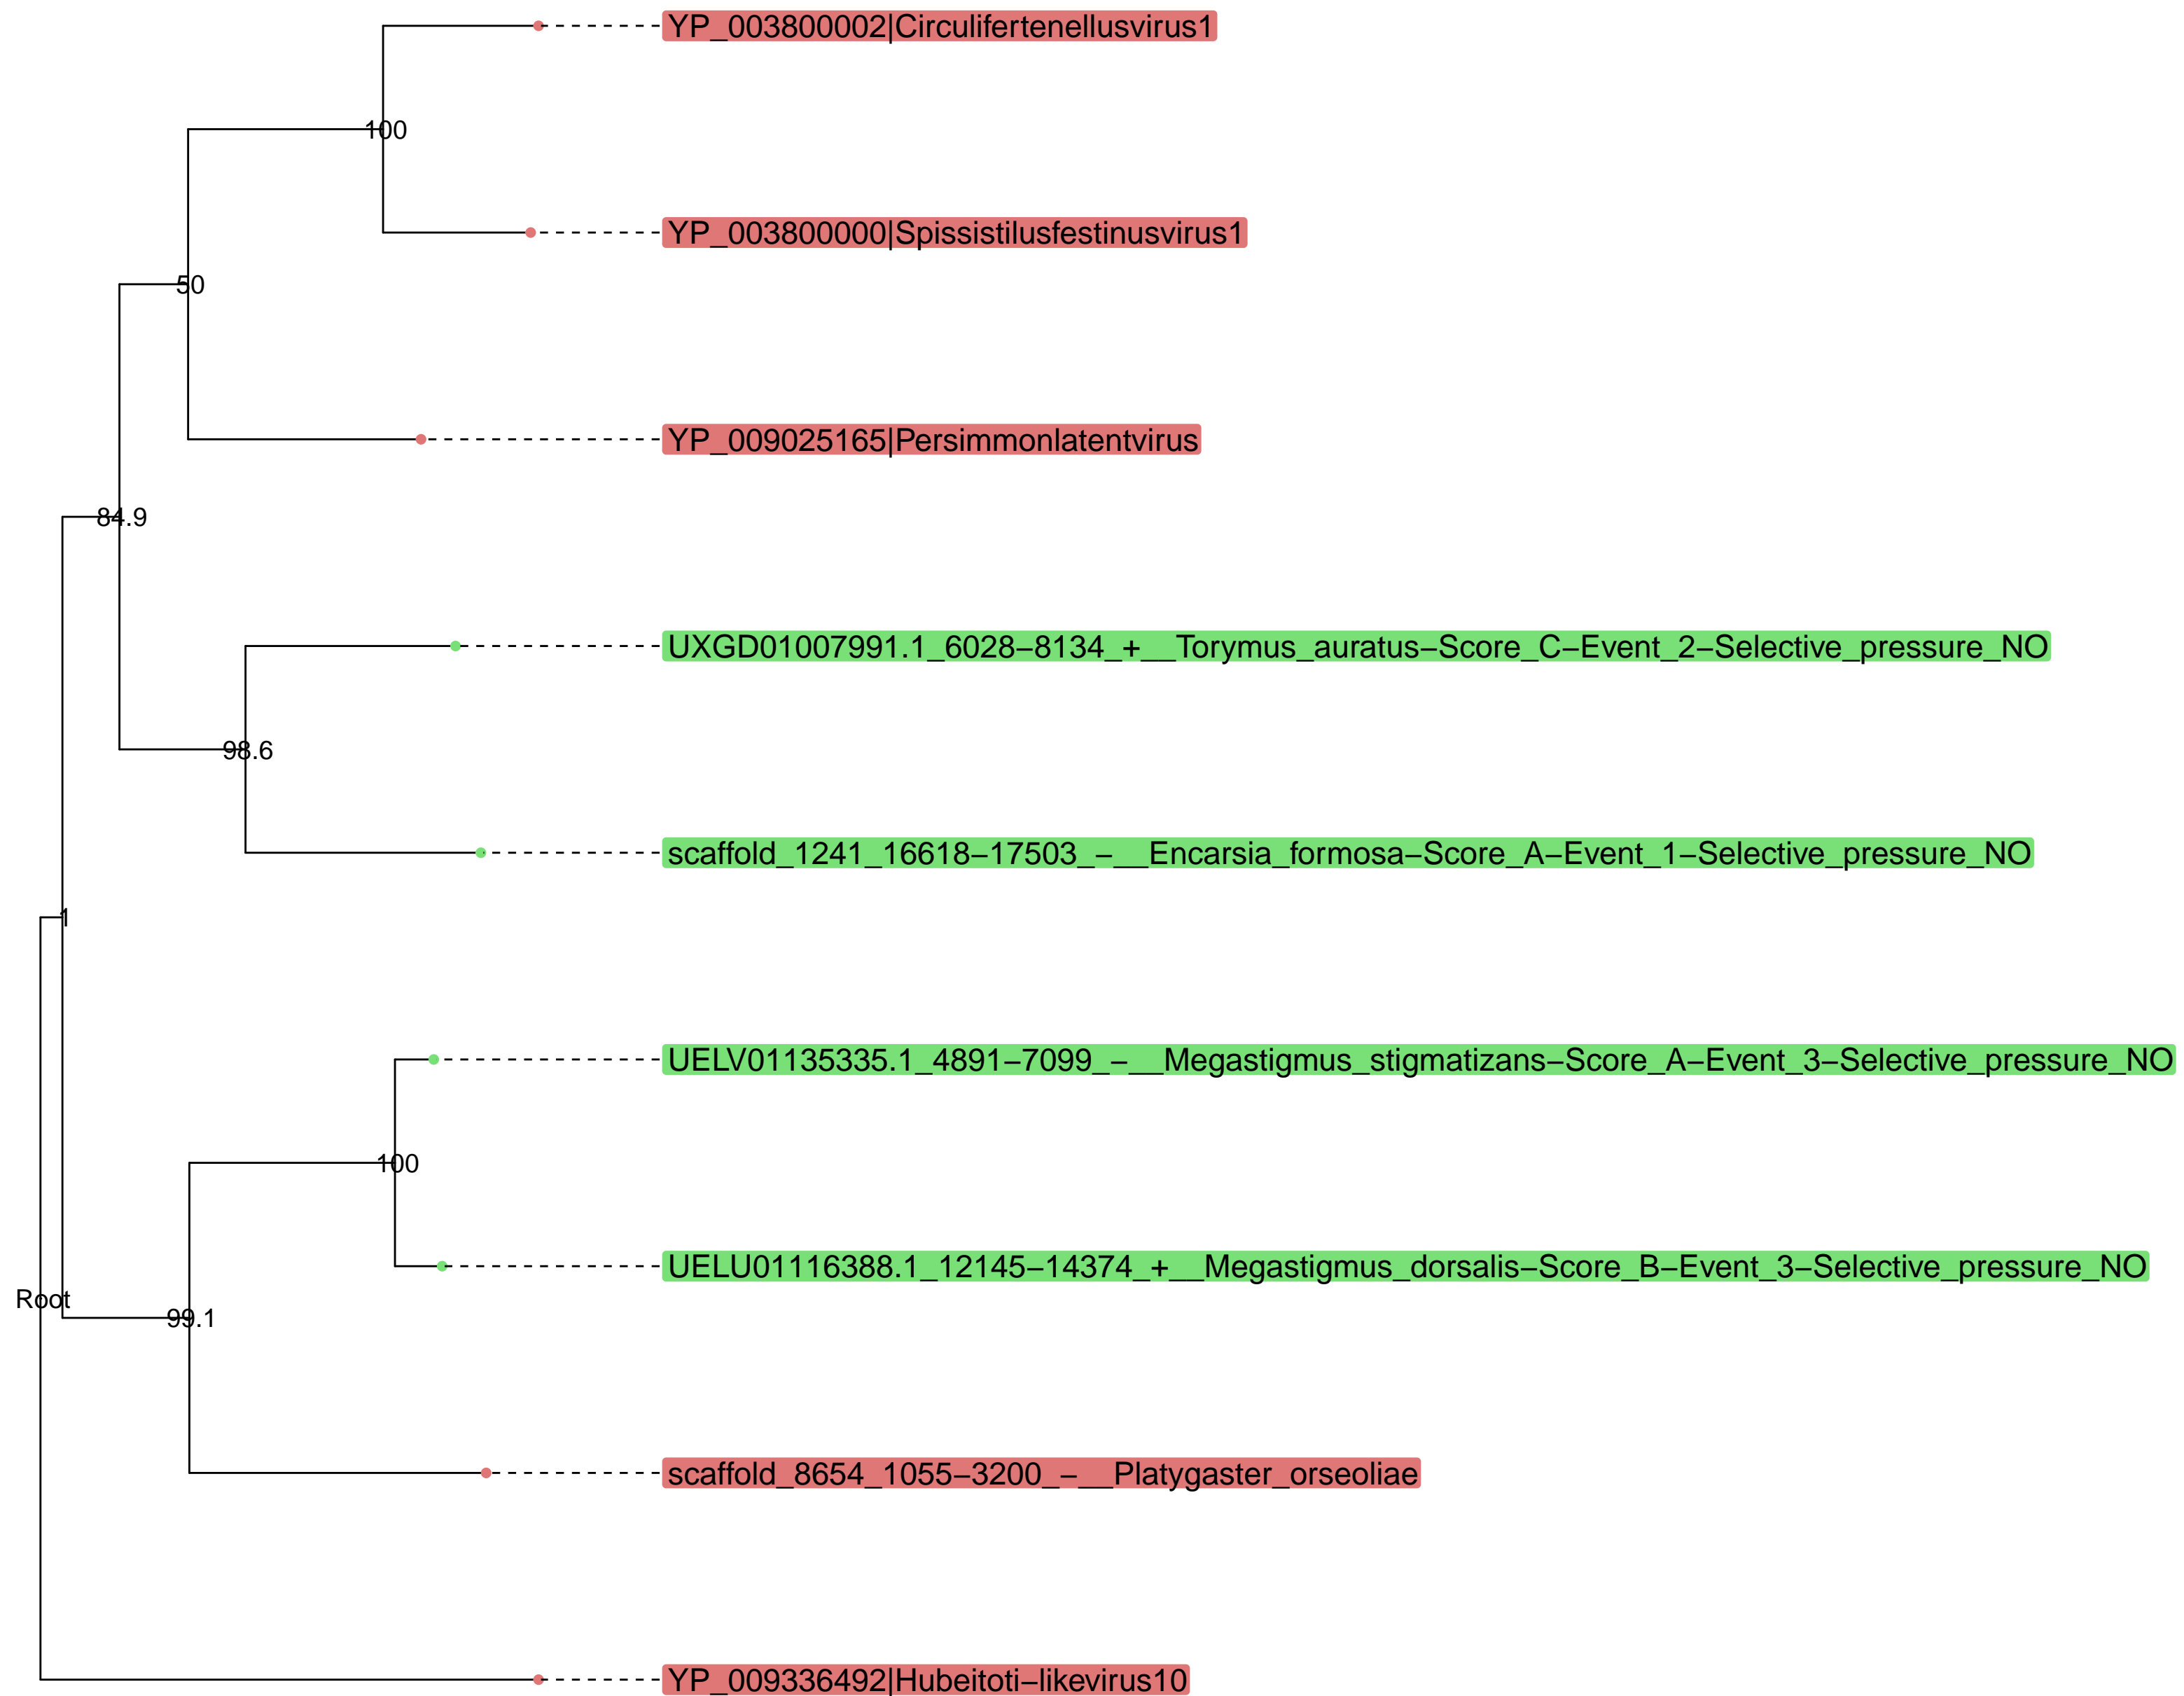 YP_003800002|Circulifertenellusvirus1
100
YP_003800000|Spissistilusfestinusvirus1
50
YP_009025165|Persimmonlatentvirus
84.9
UXGD01007991.1_6028−8134_+__Torymus_auratus−Score_C−Event_2−Selective_pressure_NO
98.6
scaffold_1241_16618−17503_−__Encarsia_formosa−Score_A−Event_1−Selective_pressure_NO
1
UELV01135335.1_4891−7099_−__Megastigmus_stigmatizans−Score_A−Event_3−Selective_pressure_NO
100
UELU01116388.1_12145−14374_+__Megastigmus_dorsalis−Score_B−Event_3−Selective_pressure_NO
Root
99.1
scaffold_8654_1055−3200_−__Platygaster_orseoliae
YP_009336492|Hubeitoti−likevirus10